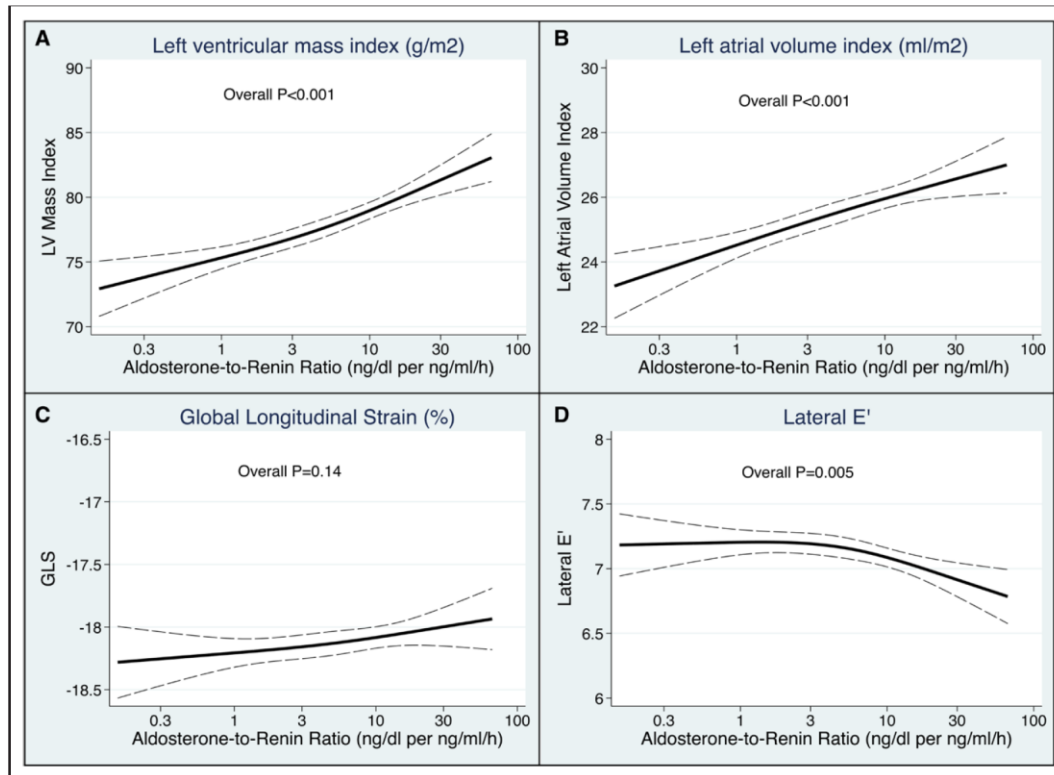 A Left ventricular mass index (g/m2)
90
85
80
75
70
LV Mass Index
Overall P<0.001
0.3 1 3 10 30 100
Aldosterone-to-Renin Ratio (ng/dl per ng/ml/h)
B Left atrial volume index (ml/m2)
30
28
26
24
22
Left Atrial Volume Index
Overall P<0.001
0.3 1 3 10 30 100
Aldosterone-to-Renin Ratio (ng/dl per ng/ml/h)
C Global Longitudinal Strain (%)
-16.5
-17
-17.5
-18
-18.5
GLS
Overall P=0.14
0.3 1 3 10 30 100
Aldosterone-to-Renin Ratio (ng/dl per ng/ml/h)
D Lateral E'
8
7.5
7
6.5
6
Lateral E'
Overall P=0.005
0.3 1 3 10 30 100
Aldosterone-to-Renin Ratio (ng/dl per ng/ml/h)